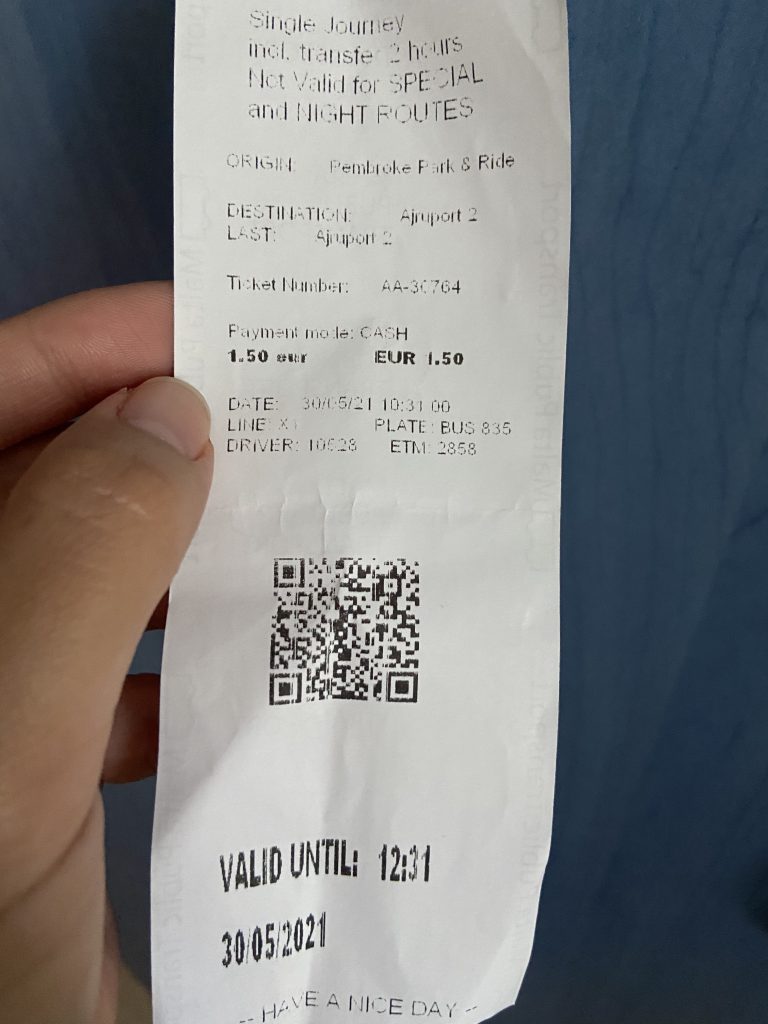 Single Journey
incl. transfer 2 hours
Not Valid for SPECIAL
and NIGHT ROUTES
ORIGIN: Pembroke Park & Ride
DESTINATION: Ajruport 2
LAST: Ajruport 2
Ticket Number: AA-30764
Payment mode: CASH
1.50 eur EUR 1.50
DATE: 30/05/21 10:31:00
LINE: X1 PLATE: BUS 835
DRIVER: 10528 ETM: 2858
VALID UNTIL: 12:31
30/05/2021
-- HAVE A NICE DAY --